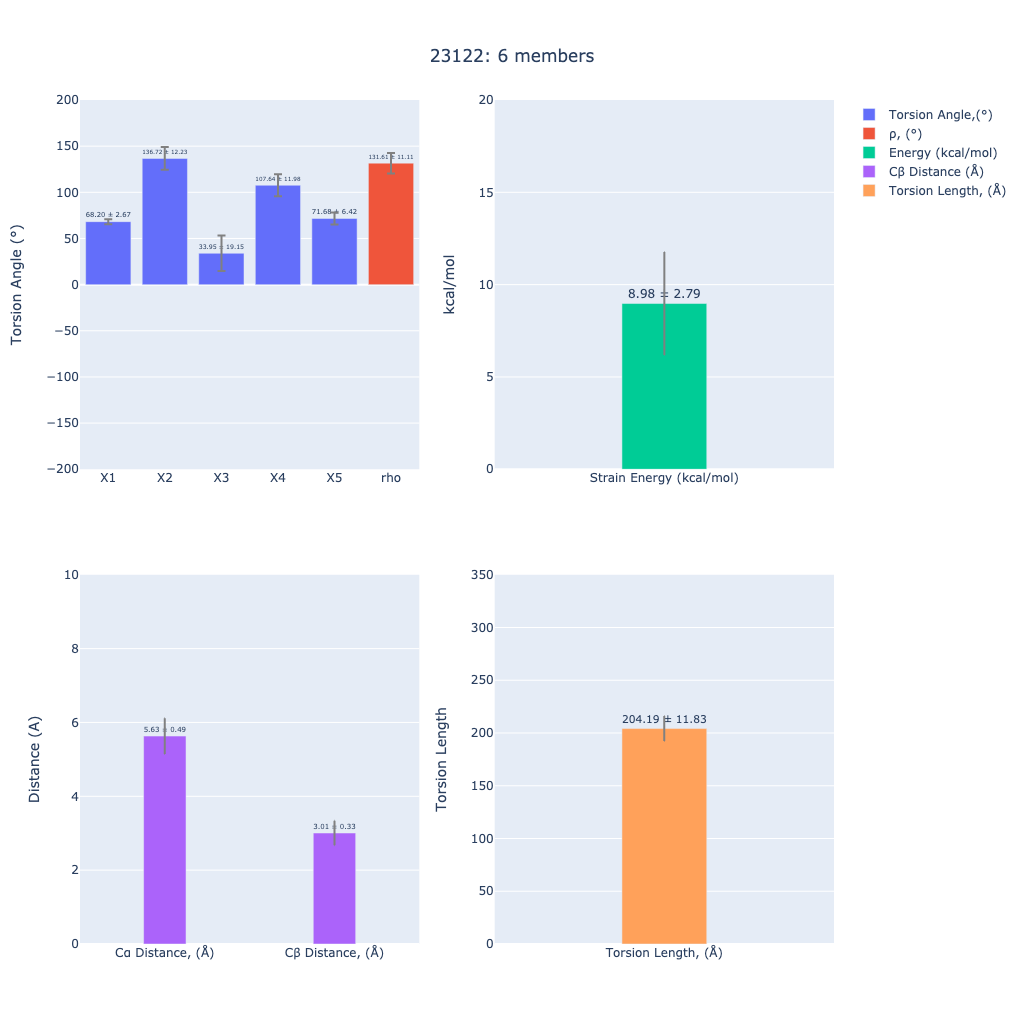 23122: 6 members
200
150
100
50
0
−50
−100
−150
−200
Torsion Angle (°)
68.20 ± 2.67
136.72 ± 12.23
33.95 ± 19.15
107.64 ± 11.98
71.68 ± 6.42
131.61 ± 11.11
X1 X2 X3 X4 X5 rho
20
15
10
5
0
kcal/mol
8.98 ± 2.79
Strain Energy (kcal/mol)
Torsion Angle,(°)
ρ, (°)
Energy (kcal/mol)
Cβ Distance (Å)
Torsion Length, (Å)
10
8
6
4
2
0
Distance (A)
5.63 ± 0.49
3.01 ± 0.33
Cα Distance, (Å) Cβ Distance, (Å)
350
300
250
200
150
100
50
0
Torsion Length
204.19 ± 11.83
Torsion Length, (Å)